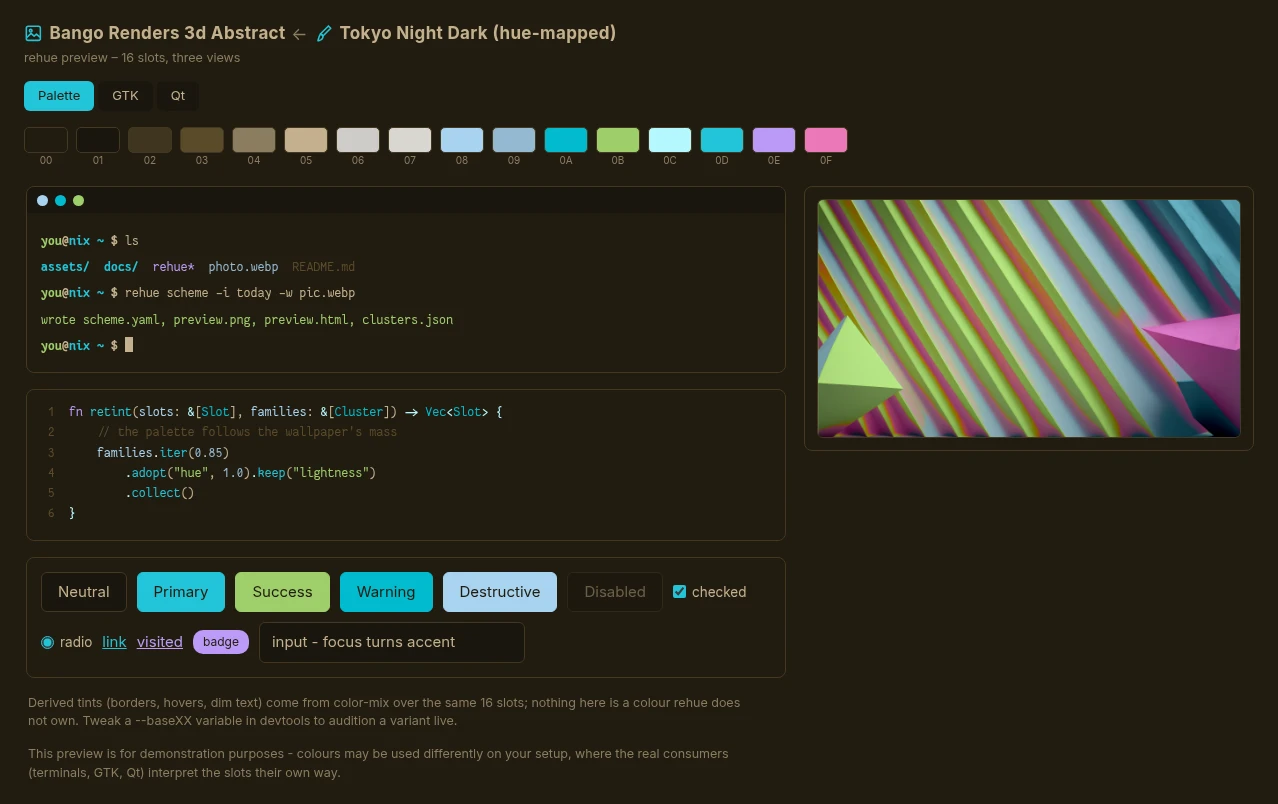 Bango Renders 3d Abstract ← Tokyo Night Dark (hue-mapped)
rehue preview – 16 slots, three views
Palette GTK Qt
00 01 02 03 04 05 06 07 08 09 0A 0B 0C 0D 0E 0F
you@nix ~ $ ls
assets/ docs/ rehue* photo.webp README.md
you@nix ~ $ rehue scheme -i today -w pic.webp
wrote scheme.yaml, preview.png, preview.html, clusters.json
you@nix ~ $
1 fn retint(slots: &[Slot], families: &[Cluster]) -> Vec<Slot> {
2 // the palette follows the wallpaper's mass
3 families.iter(0.85)
4 .adopt("hue", 1.0).keep("lightness")
5 .collect()
6 }
Neutral Primary Success Warning Destructive Disabled checked
radio link visited badge input - focus turns accent
Derived tints (borders, hovers, dim text) come from color-mix over the same 16 slots; nothing here is a colour rehue does
not own. Tweak a --baseXX variable in devtools to audition a variant live.
This preview is for demonstration purposes - colours may be used differently on your setup, where the real consumers
(terminals, GTK, Qt) interpret the slots their own way.